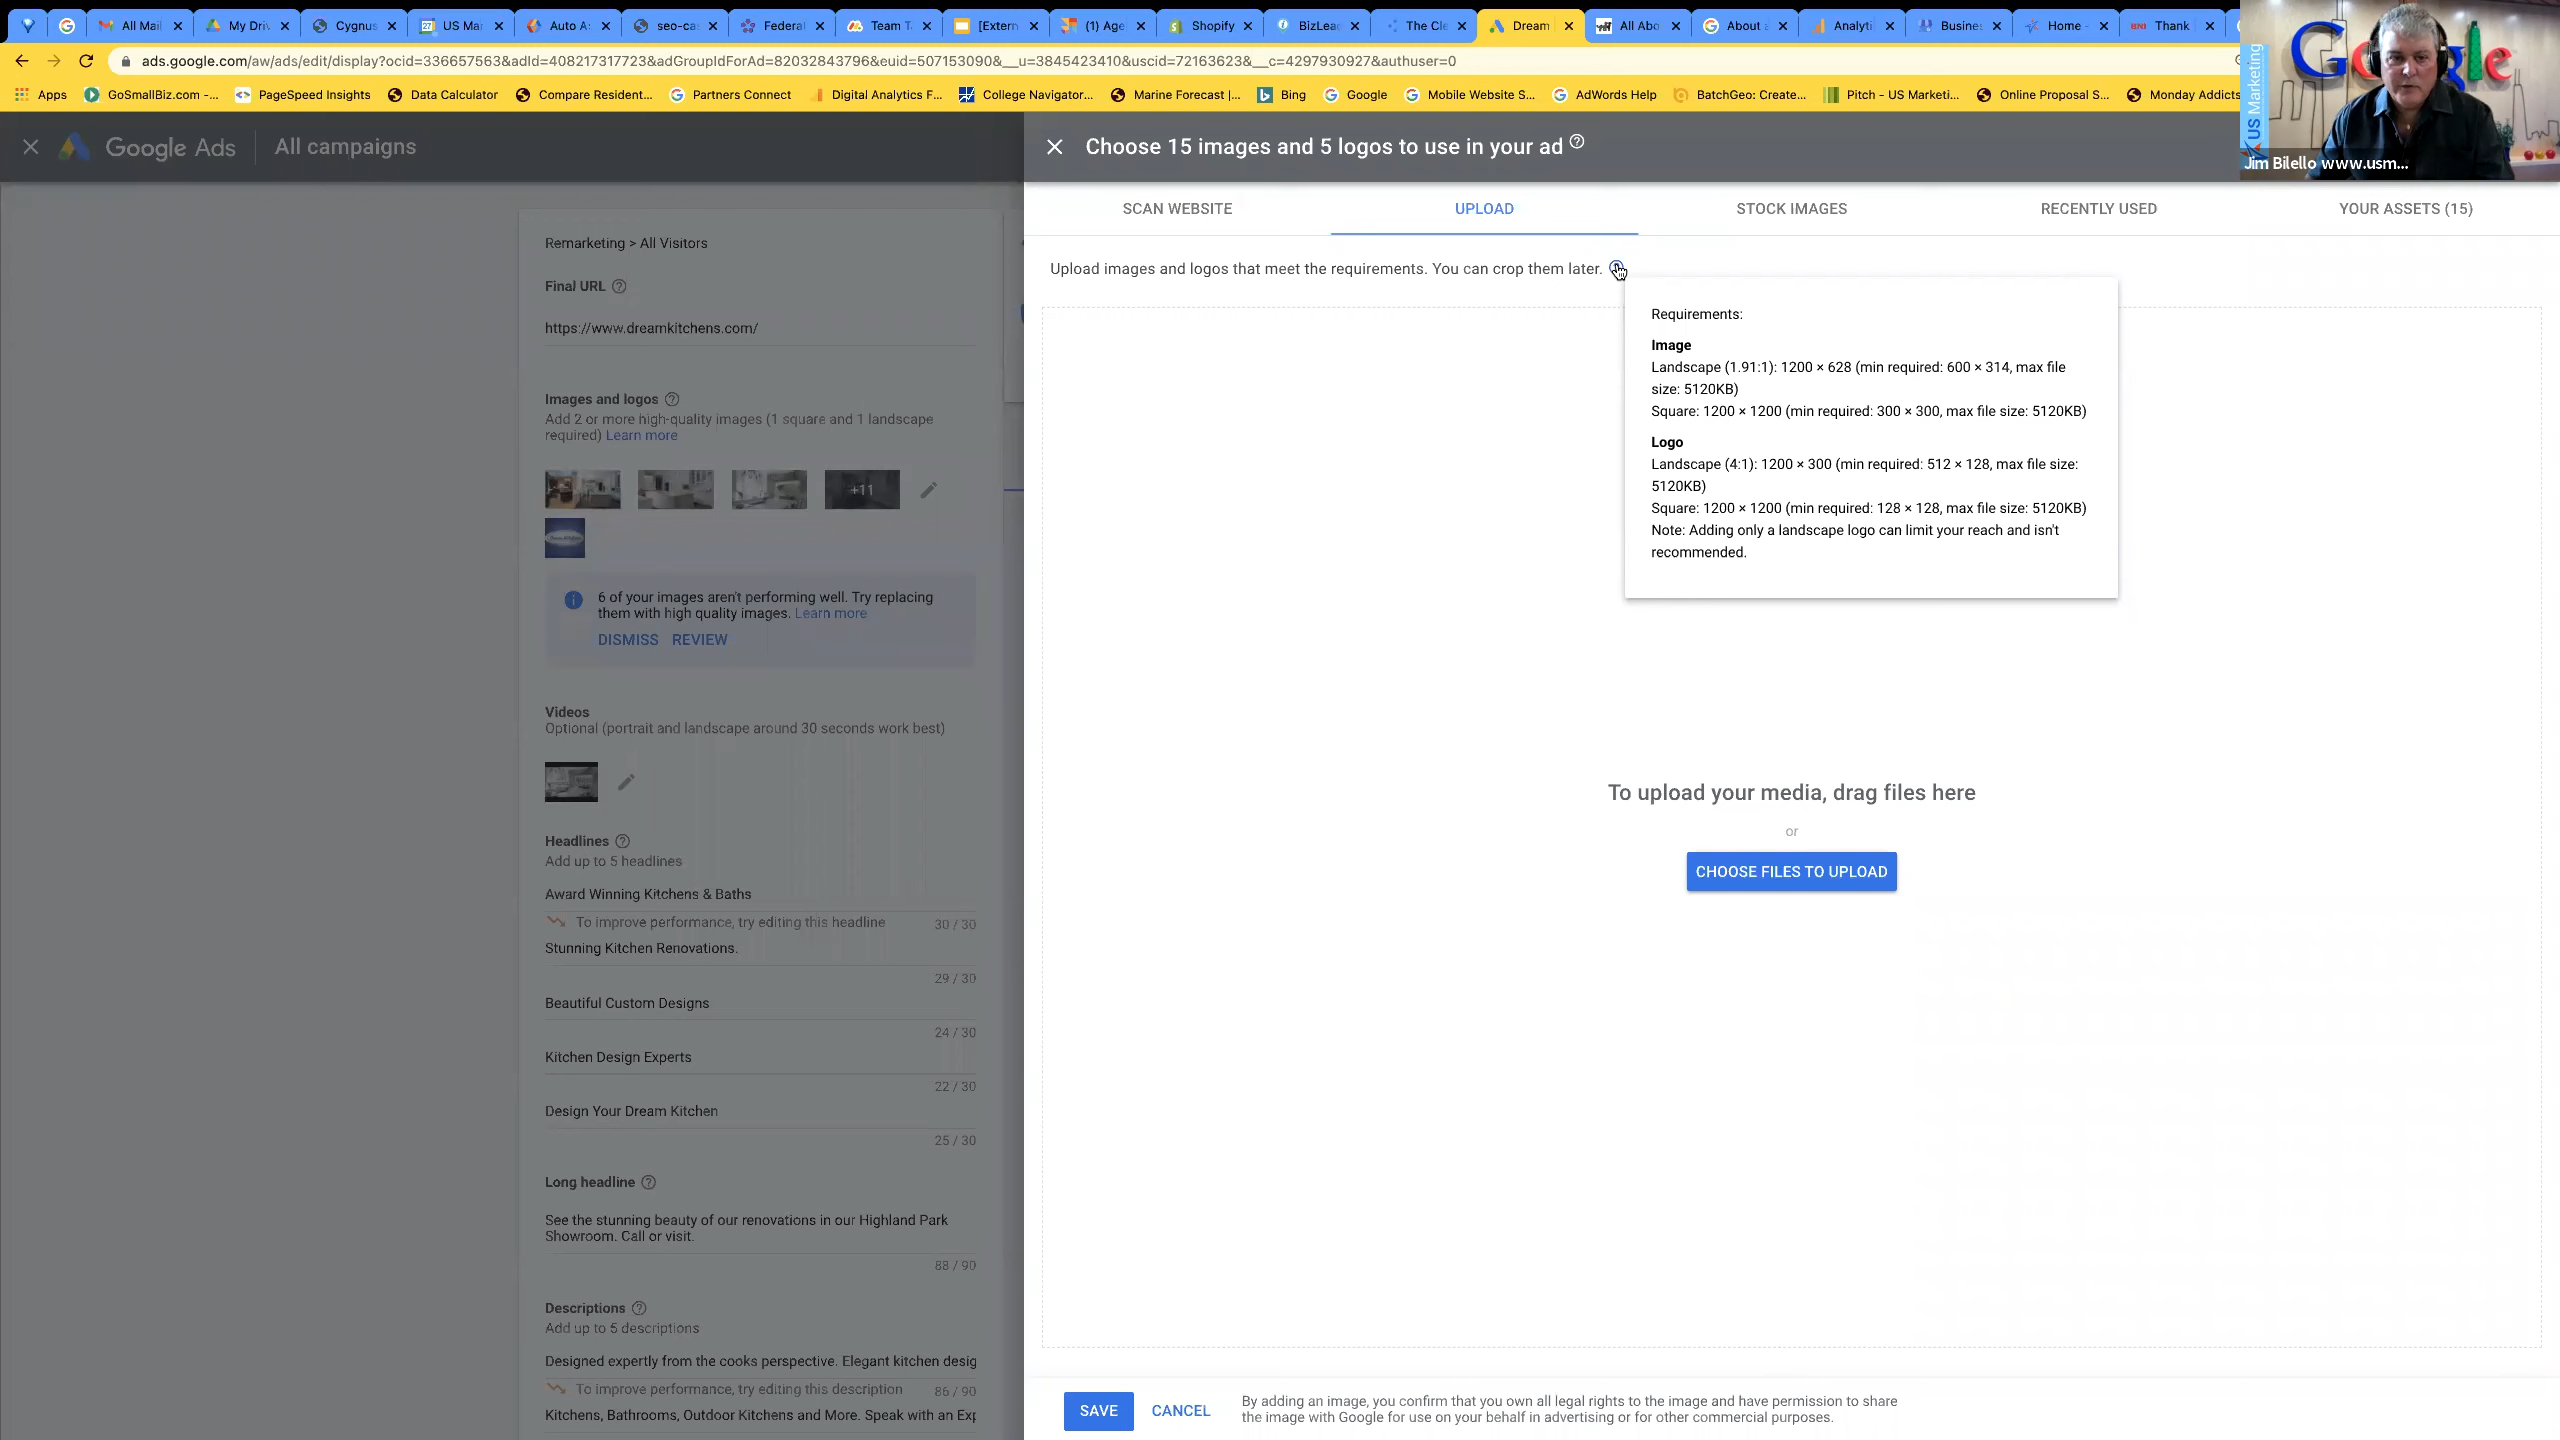 All Mail
My Driv
Cygnus
US Mar
Auto A
seo-ca
Federal
Team T
[Extern
(1) Age
Shopify
BizLea
The Cle
Dream
All Abo
About a
Analyti
Busines
Home -
Thank
ads.google.com/aw/ads/edit/display?ocid=336657563&adId=408217317723&adGroupIdForAd=82032843796&euid=507153090&__u=3845423410&uscid=72163623&__c=4297930927&authuser=0
Apps GoSmallBiz.com -... PageSpeed Insights Data Calculator Compare Resident... Partners Connect Digital Analytics F... College Navigator... Marine Forecast |... Bing Google Mobile Website S... AdWords Help BatchGeo: Create... Pitch - US Marketi... Online Proposal S... Monday Addicts
Google
US Marketing
Jim Bilello www.usm...
Google Ads All campaigns
Remarketing > All Visitors
Final URL
https://www.dreamkitchens.com/
Images and logos
Add 2 or more high-quality images (1 square and 1 landscape
required) Learn more
+11
6 of your images aren't performing well. Try replacing
them with high quality images. Learn more
DISMISS REVIEW
Videos
Optional (portrait and landscape around 30 seconds work best)
Headlines
Add up to 5 headlines
Award Winning Kitchens & Baths
To improve performance, try editing this headline 30 / 30
Stunning Kitchen Renovations.
29 / 30
Beautiful Custom Designs
24 / 30
Kitchen Design Experts
22 / 30
Design Your Dream Kitchen
25 / 30
Long headline
See the stunning beauty of our renovations in our Highland Park
Showroom. Call or visit.
88 / 90
Descriptions
Add up to 5 descriptions
Designed expertly from the cooks perspective. Elegant kitchen desig
To improve performance, try editing this description 86 / 90
Kitchens, Bathrooms, Outdoor Kitchens and More. Speak with an Exp
Choose 15 images and 5 logos to use in your ad
SCAN WEBSITE UPLOAD STOCK IMAGES RECENTLY USED YOUR ASSETS (15)
Upload images and logos that meet the requirements. You can crop them later.
Requirements:
Image
Landscape (1.91:1): 1200 × 628 (min required: 600 × 314, max file
size: 5120KB)
Square: 1200 × 1200 (min required: 300 × 300, max file size: 5120KB)
Logo
Landscape (4:1): 1200 × 300 (min required: 512 × 128, max file size:
5120KB)
Square: 1200 × 1200 (min required: 128 × 128, max file size: 5120KB)
Note: Adding only a landscape logo can limit your reach and isn't
recommended.
To upload your media, drag files here
or
CHOOSE FILES TO UPLOAD
SAVE CANCEL
By adding an image, you confirm that you own all legal rights to the image and have permission to share
the image with Google for use on your behalf in advertising or for other commercial purposes.